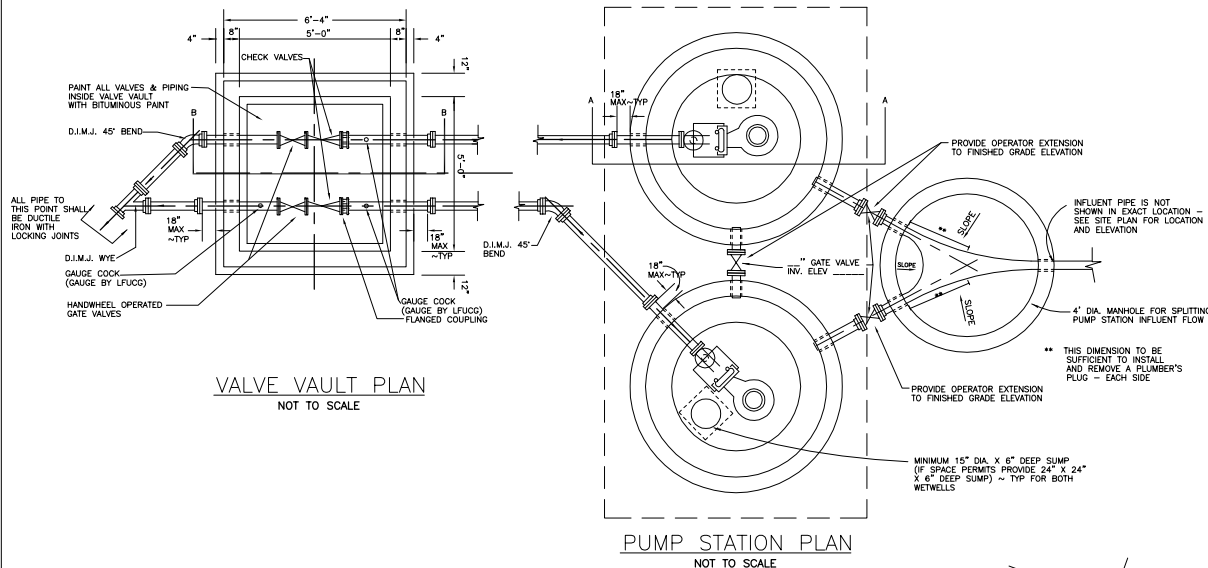 6'-4"
4"
8"
5'-0"
8"
4"
CHECK VALVES
12"
PAINT ALL VALVES & PIPING
INSIDE VALVE VAULT
WITH BITUMINOUS PAINT
B
B
D.I.M.J. 45° BEND
5'-0"
ALL PIPE TO
THIS POINT SHALL
BE DUCTILE
IRON WITH
LOCKING JOINTS
18"
MAX
~TYP
18"
MAX
~TYP
D.I.M.J. WYE
GAUGE COCK
(GAUGE BY LFUCG)
HANDWHEEL OPERATED
GATE VALVES
12"
GAUGE COCK
(GAUGE BY LFUCG)
FLANGED COUPLING
VALVE VAULT PLAN
NOT TO SCALE
A
18"
MAX~TYP
A
PROVIDE OPERATOR EXTENSION
TO FINISHED GRADE ELEVATION
INFLUENT PIPE IS NOT
SHOWN IN EXACT LOCATION –
SEE SITE PLAN FOR LOCATION
AND ELEVATION
**
SLOPE
SLOPE
**
SLOPE
D.I.M.J. 45°
BEND
__" GATE VALVE
INV. ELEV _____
18"
MAX~TYP
4' DIA. MANHOLE FOR SPLITTING
PUMP STATION INFLUENT FLOW
** THIS DIMENSION TO BE
SUFFICIENT TO INSTALL
AND REMOVE A PLUMBER'S
PLUG – EACH SIDE
PROVIDE OPERATOR EXTENSION
TO FINISHED GRADE ELEVATION
MINIMUM 15" DIA. X 6" DEEP SUMP
(IF SPACE PERMITS PROVIDE 24" X 24"
X 6" DEEP SUMP) ~ TYP FOR BOTH
WETWELLS
PUMP STATION PLAN
NOT TO SCALE